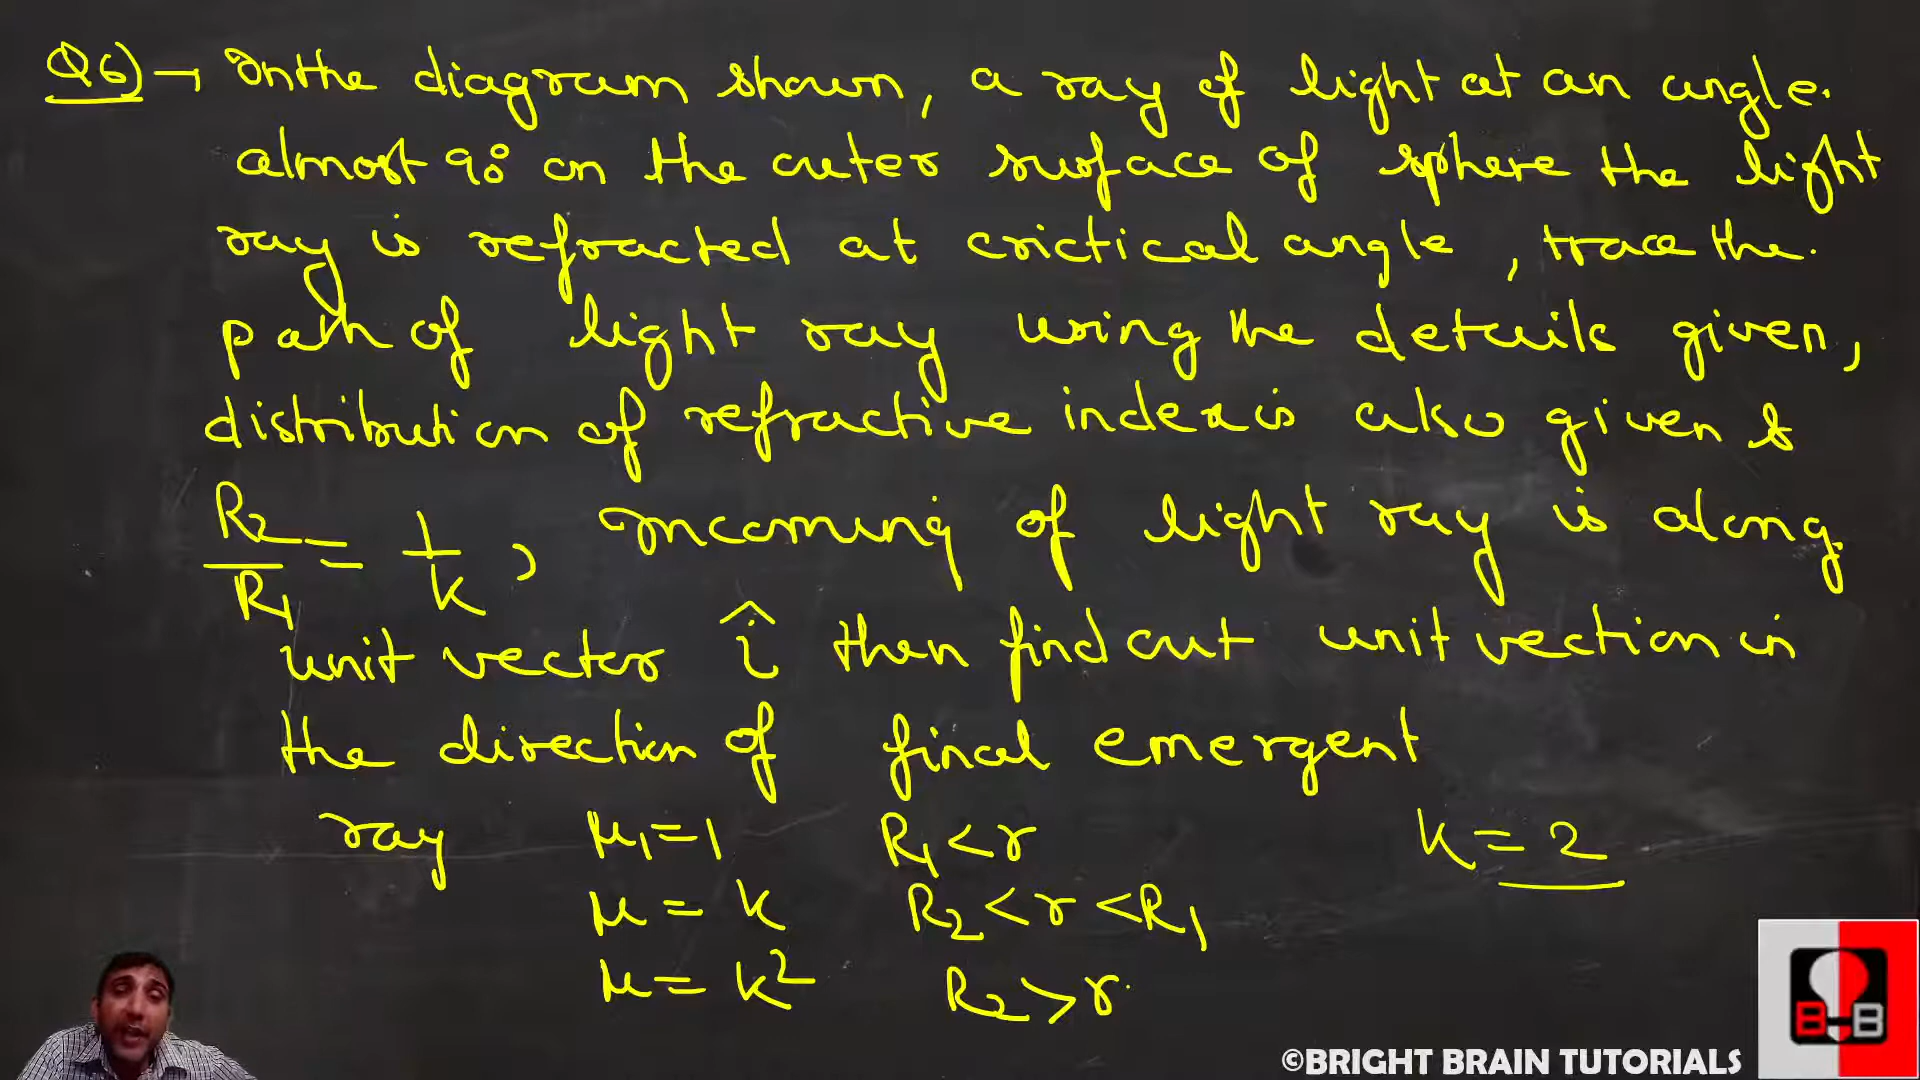 Q6)→ In the diagram shown, a ray of light at an angle.
almost 90° on the outer surface of sphere the light
ray is refracted at crictical angle, trace the.
path of light ray using the details given,
distribution of refractive index is also given &
R₂/R₁ = 1/k, Incoming of light ray is along
unit vector î then find out unit vection in
the direction of final emergent
ray μ₁=1 R₁<r k=2
μ = k R₂<r<R₁
μ = k² R₂>r.
B B
©BRIGHT BRAIN TUTORIALS